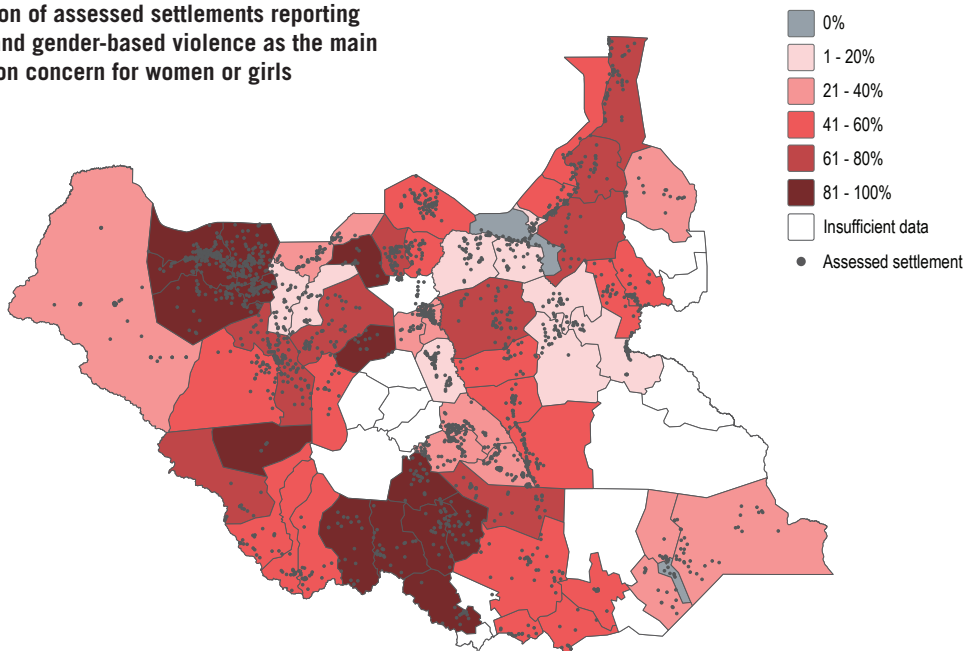 on of assessed settlements reporting
and gender-based violence as the main
on concern for women or girls
0%
1 - 20%
21 - 40%
41 - 60%
61 - 80%
81 - 100%
Insufficient data
Assessed settlement